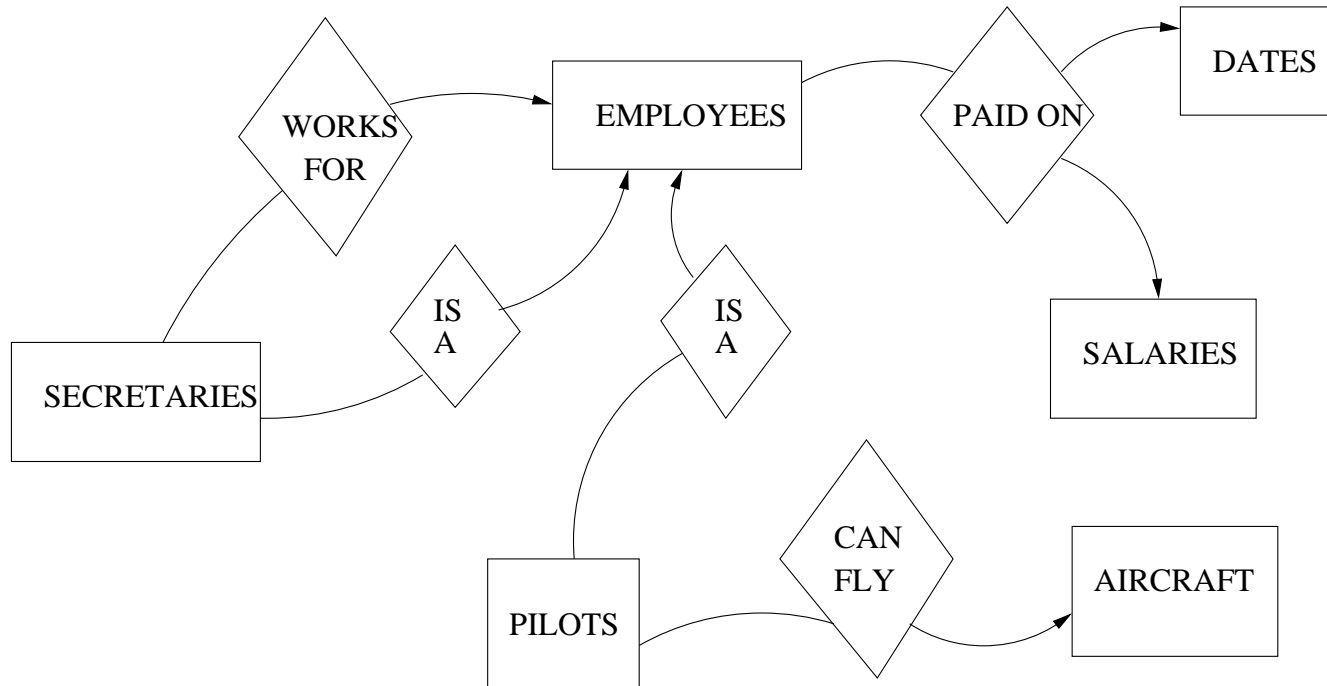 DATES
EMPLOYEES
PAID ON
WORKS
FOR
IS
A
IS
A
SALARIES
SECRETARIES
CAN
FLY
AIRCRAFT
PILOTS